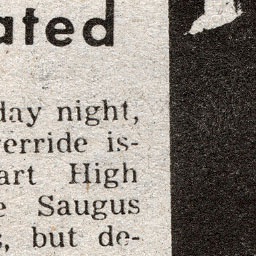 ated
day night,
erride is-
art High
e Saugus
s, but de-